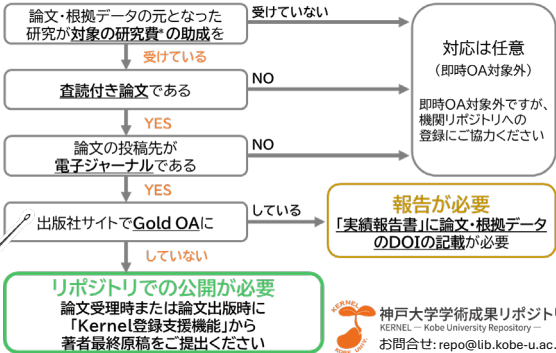 論文・根拠データの元となった
研究が対象の研究費*の助成を
受けていない
受けている
対応は任意
(即時OA対象外)
即時OA対象外ですが、
機関リポジトリへの
登録にご協力ください
査読付き論文である
NO
YES
論文の投稿先が
電子ジャーナルである
NO
YES
出版社サイトでGold OAに
している
報告が必要
「実績報告書」に論文・根拠データ
のDOIの記載が必要
していない
リポジトリでの公開が必要
論文受理時または論文出版時に
「Kernel登録支援機能」から
著者最終原稿をご提出ください
KERNEL
KOBE UNIV.
神戸大学学術成果リポジトリ
KERNEL ― Kobe University Repository ―
お問合せ: repo@lib.kobe-u.ac.